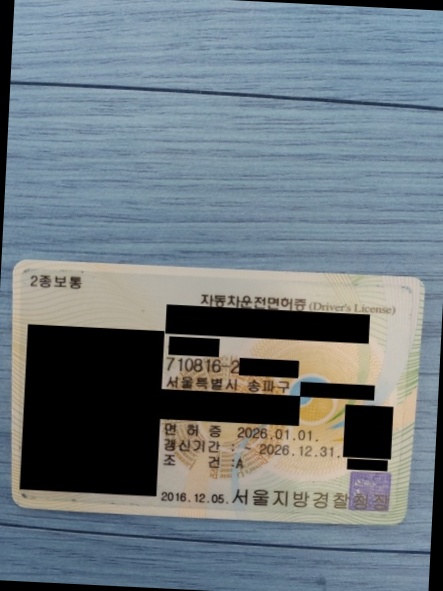 2종보통
자동차운전면허증 (Driver's License)
710816-2
서울특별시 송파구
면 허 증 2026.01.01.
갱신기간 : ~ 2026.12.31.
조 건 :A
2016.12.05. 서울지방경찰청장